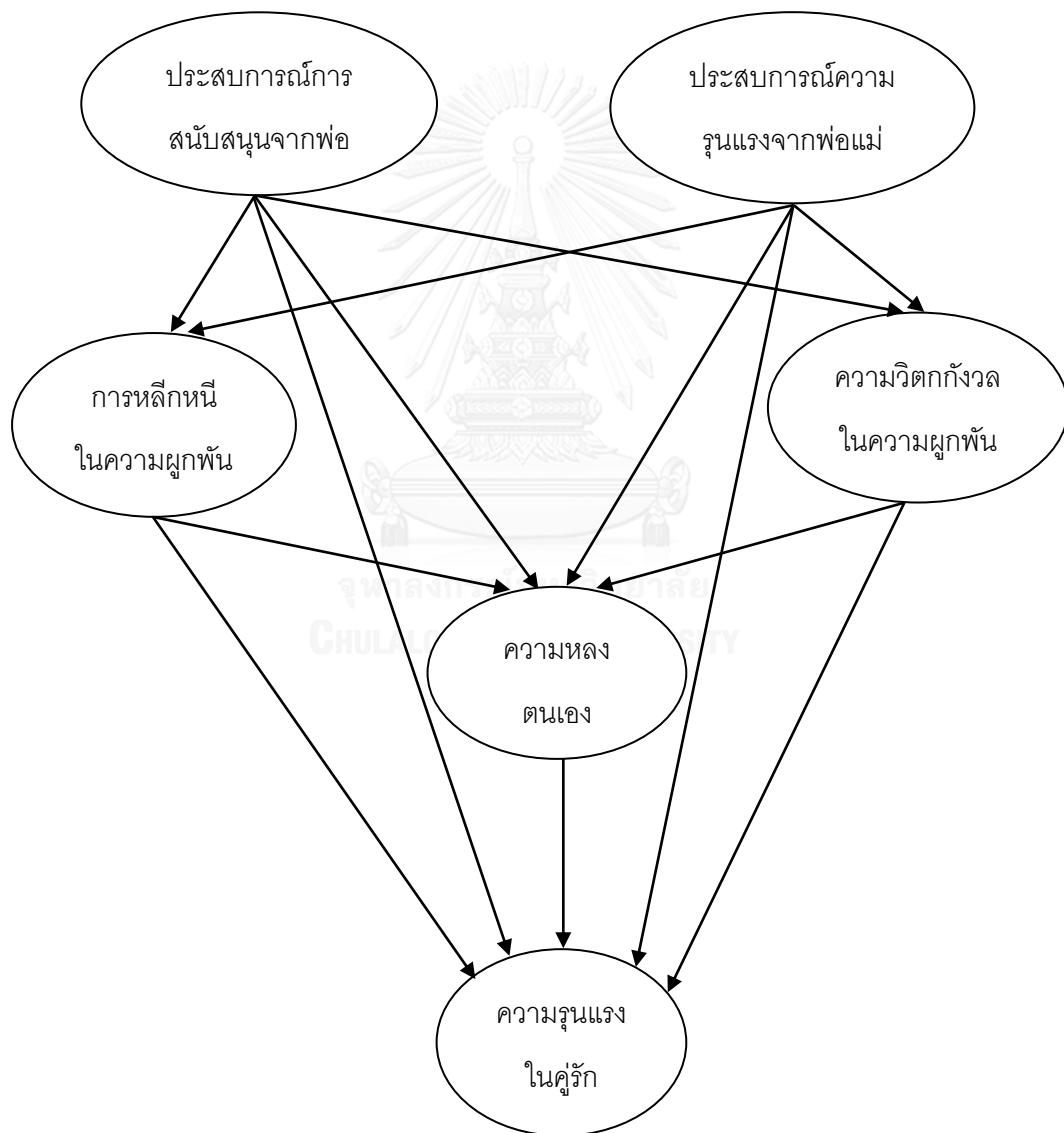 ประสบการณ์การ
สนับสนุนจากพ่อ
ประสบการณ์ความ
รุนแรงจากพ่อแม่
การหลีกหนี
ในความผูกพัน
ความวิตกกังวล
ในความผูกพัน
ความหลง
ตนเอง
ความรุนแรง
ในคู่รัก